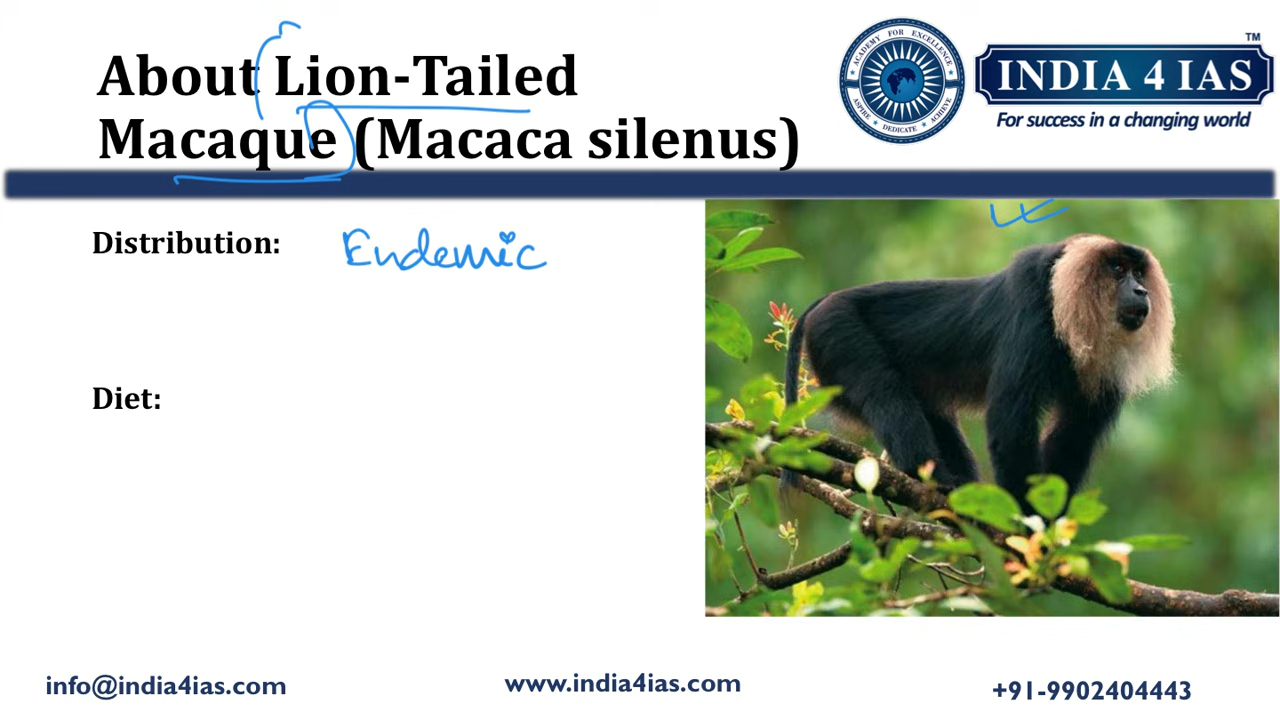 About Lion-Tailed
Macaque (Macaca silenus)
ACADEMY FOR EXCELLENCE
ASPIRE DEDICATE ACHIEVE
INDIA 4 IAS
TM
For success in a changing world
Distribution: Endemic
Diet:
info@india4ias.com
www.india4ias.com
+91-9902404443